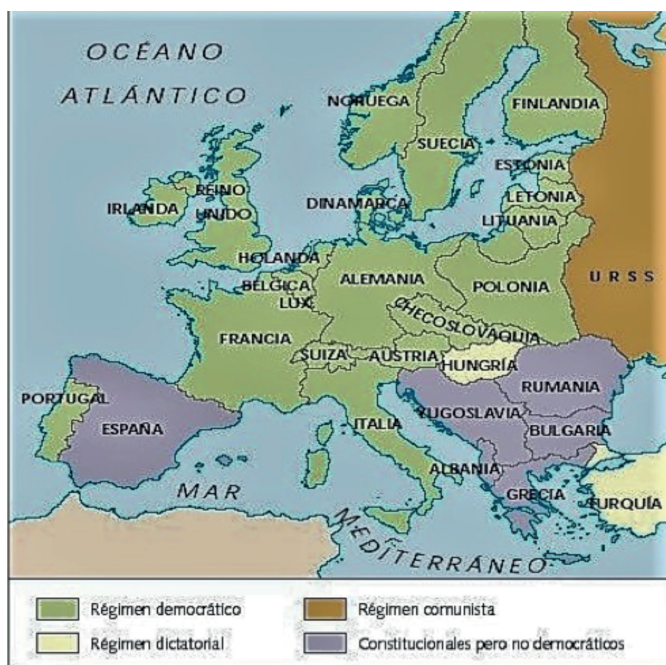 OCÉANO
ATLÁNTICO
NORUEGA
FINLANDIA
SUECIA
ESTONIA
LETONIA
LITUANIA
DINAMARCA
REINO
UNIDO
IRLANDA
HOLANDA
BÉLGICA
LUX.
ALEMANIA
POLONIA
URSS
CHECOSLOVAQUIA
FRANCIA
SUIZA
AUSTRIA
HUNGRÍA
RUMANIA
PORTUGAL
ESPAÑA
ITALIA
YUGOSLAVIA
BULGARIA
ALBANIA
GRECIA
TURQUÍA
MAR
MEDITERRÁNEO
Régimen democrático
Régimen comunista
Régimen dictatorial
Constitucionales pero no democráticos